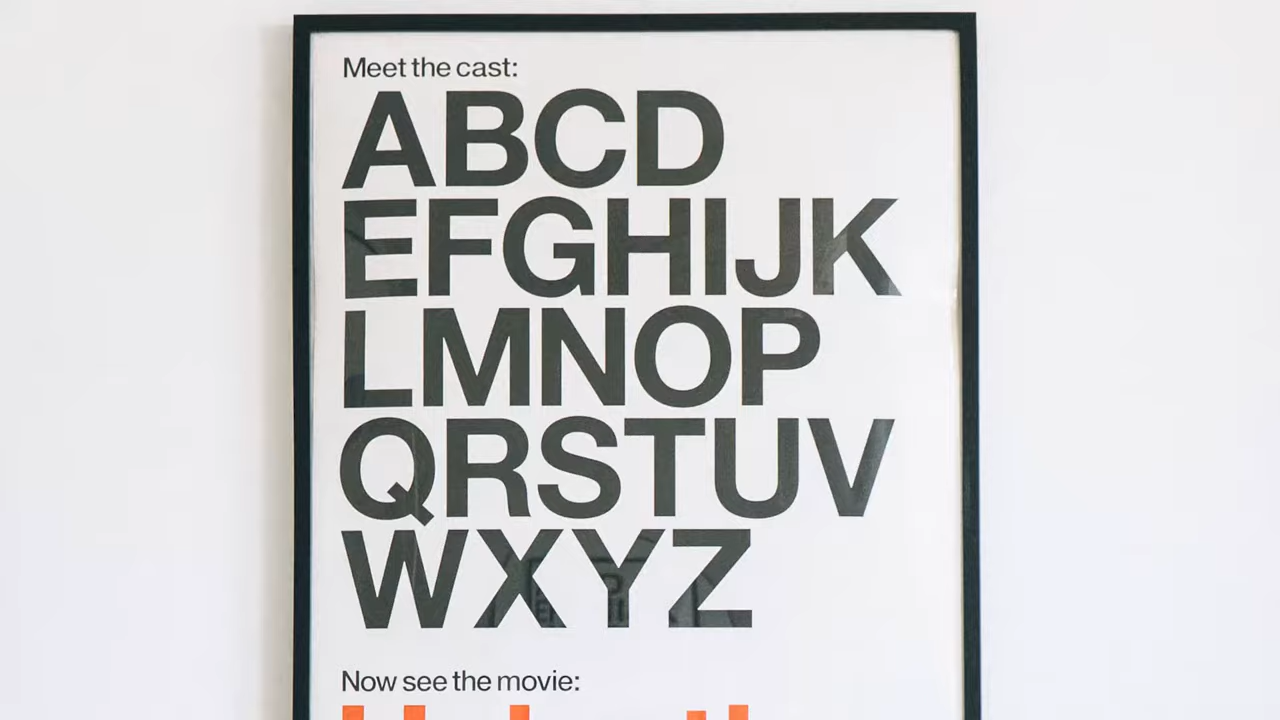 Meet the cast:
ABCD
EFGHIJK
LMNOP
QRSTUV
WXYZ
Now see the movie: